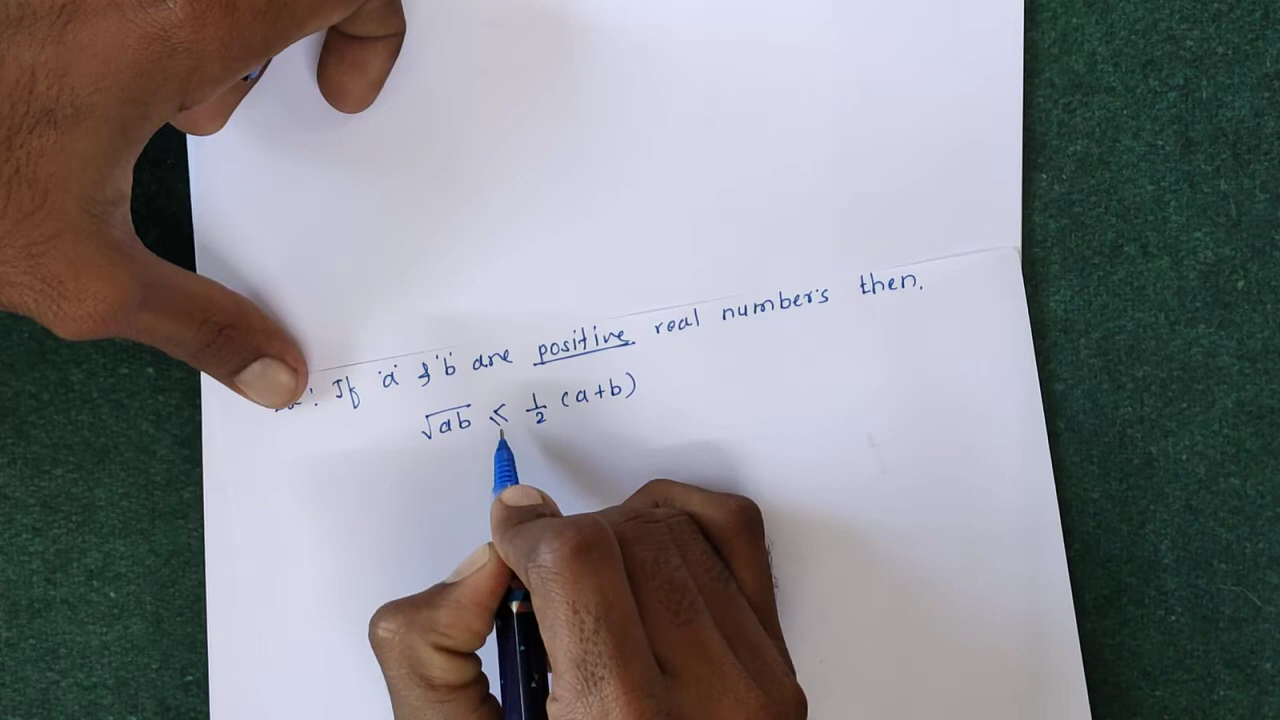 : If 'a' & 'b' are positive real numbers then.
√ab ≤ 1/2 (a+b)